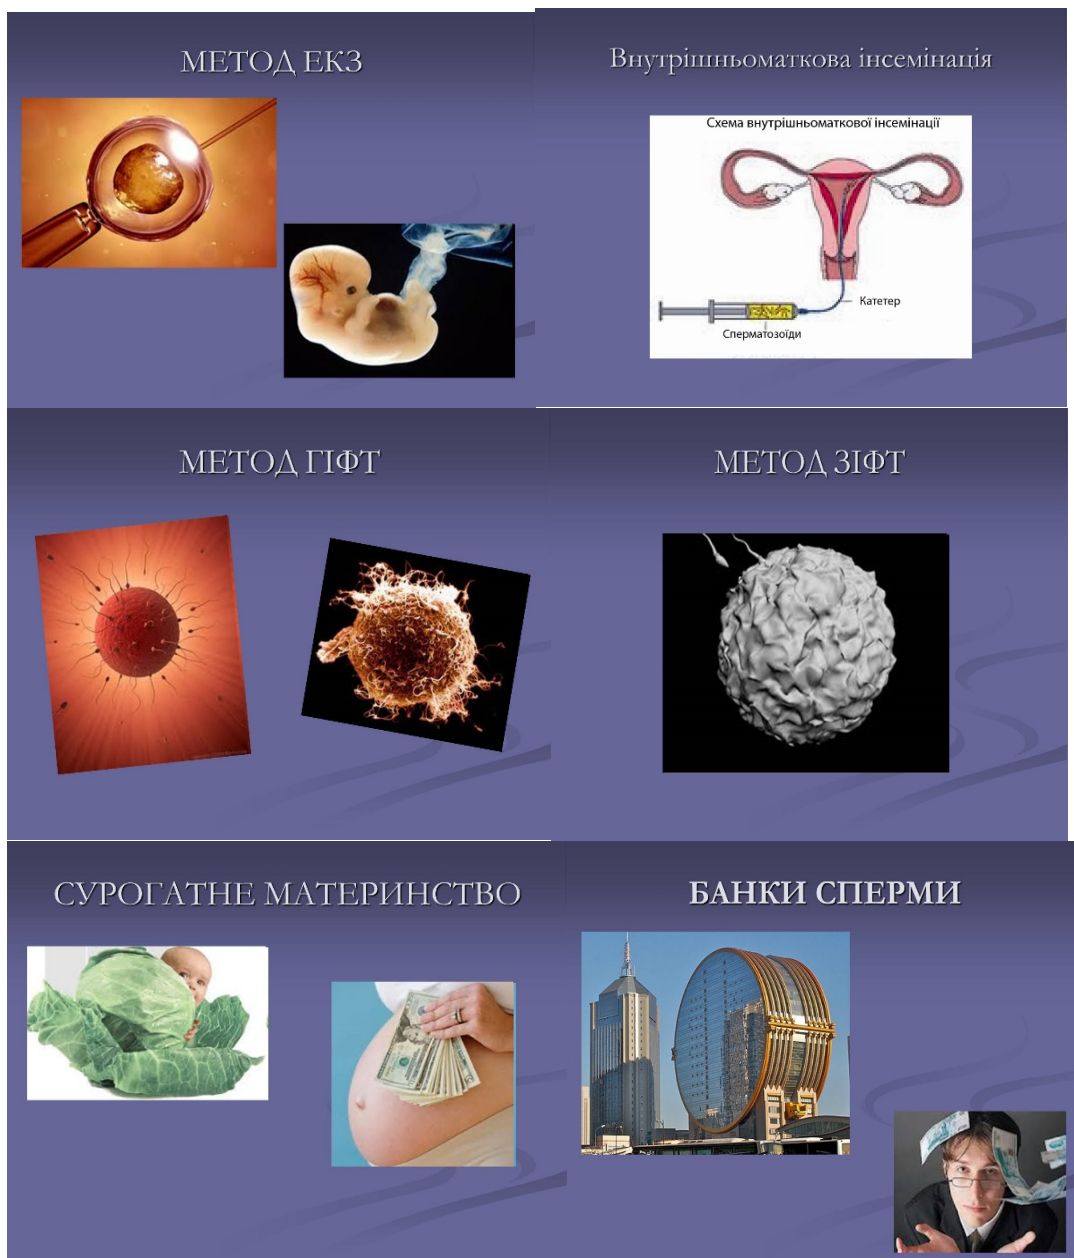 МЕТОД ЕКЗ
Внутрішньоматкова інсемінація
Схема внутрішньоматкової інсемінації
Катетер
Сперматозоїди
МЕТОД ГІФТ
МЕТОД ЗІФТ
СУРОГАТНЕ МАТЕРИНСТВО
БАНКИ СПЕРМИ